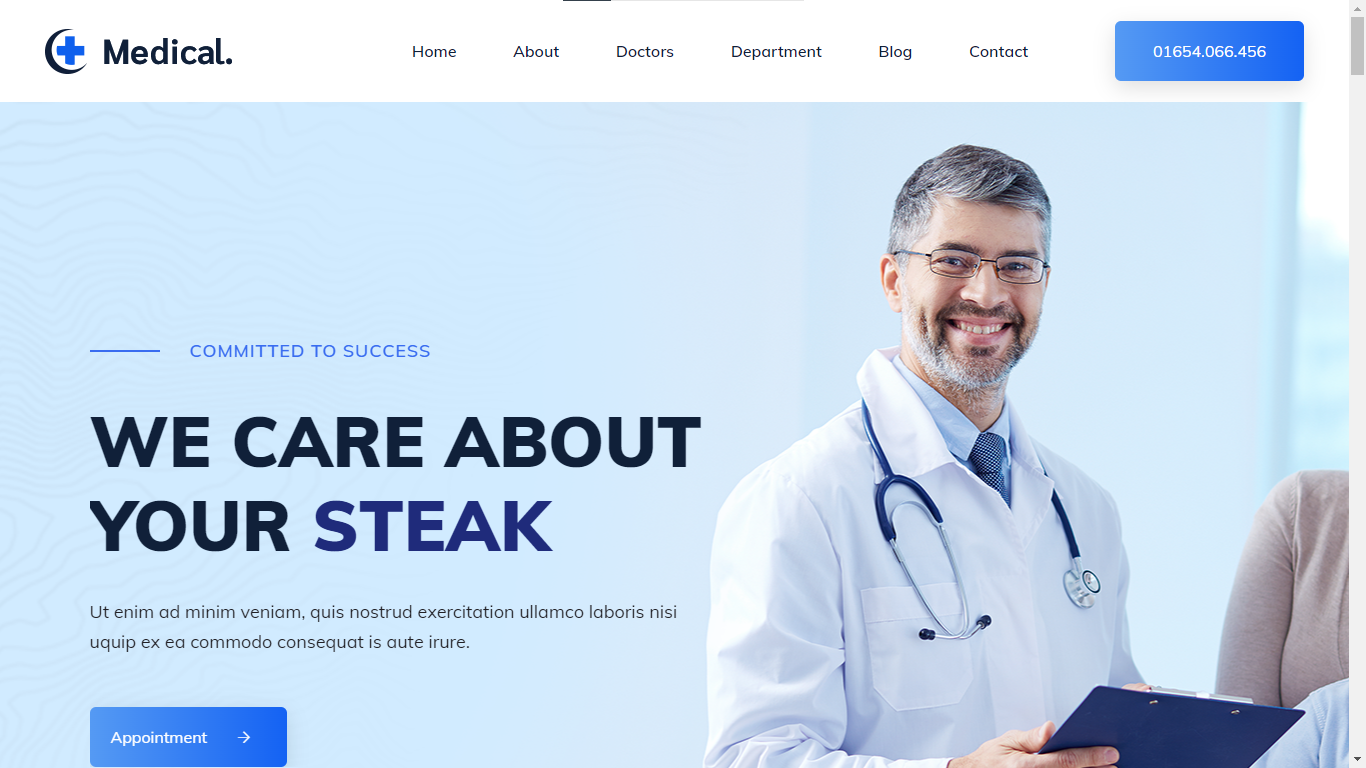 Medical.
Home About Doctors Department Blog Contact
01654.066.456
COMMITTED TO SUCCESS
WE CARE ABOUT
YOUR STEAK
Ut enim ad minim veniam, quis nostrud exercitation ullamco laboris nisi
uquip ex ea commodo consequat is aute irure.
Appointment